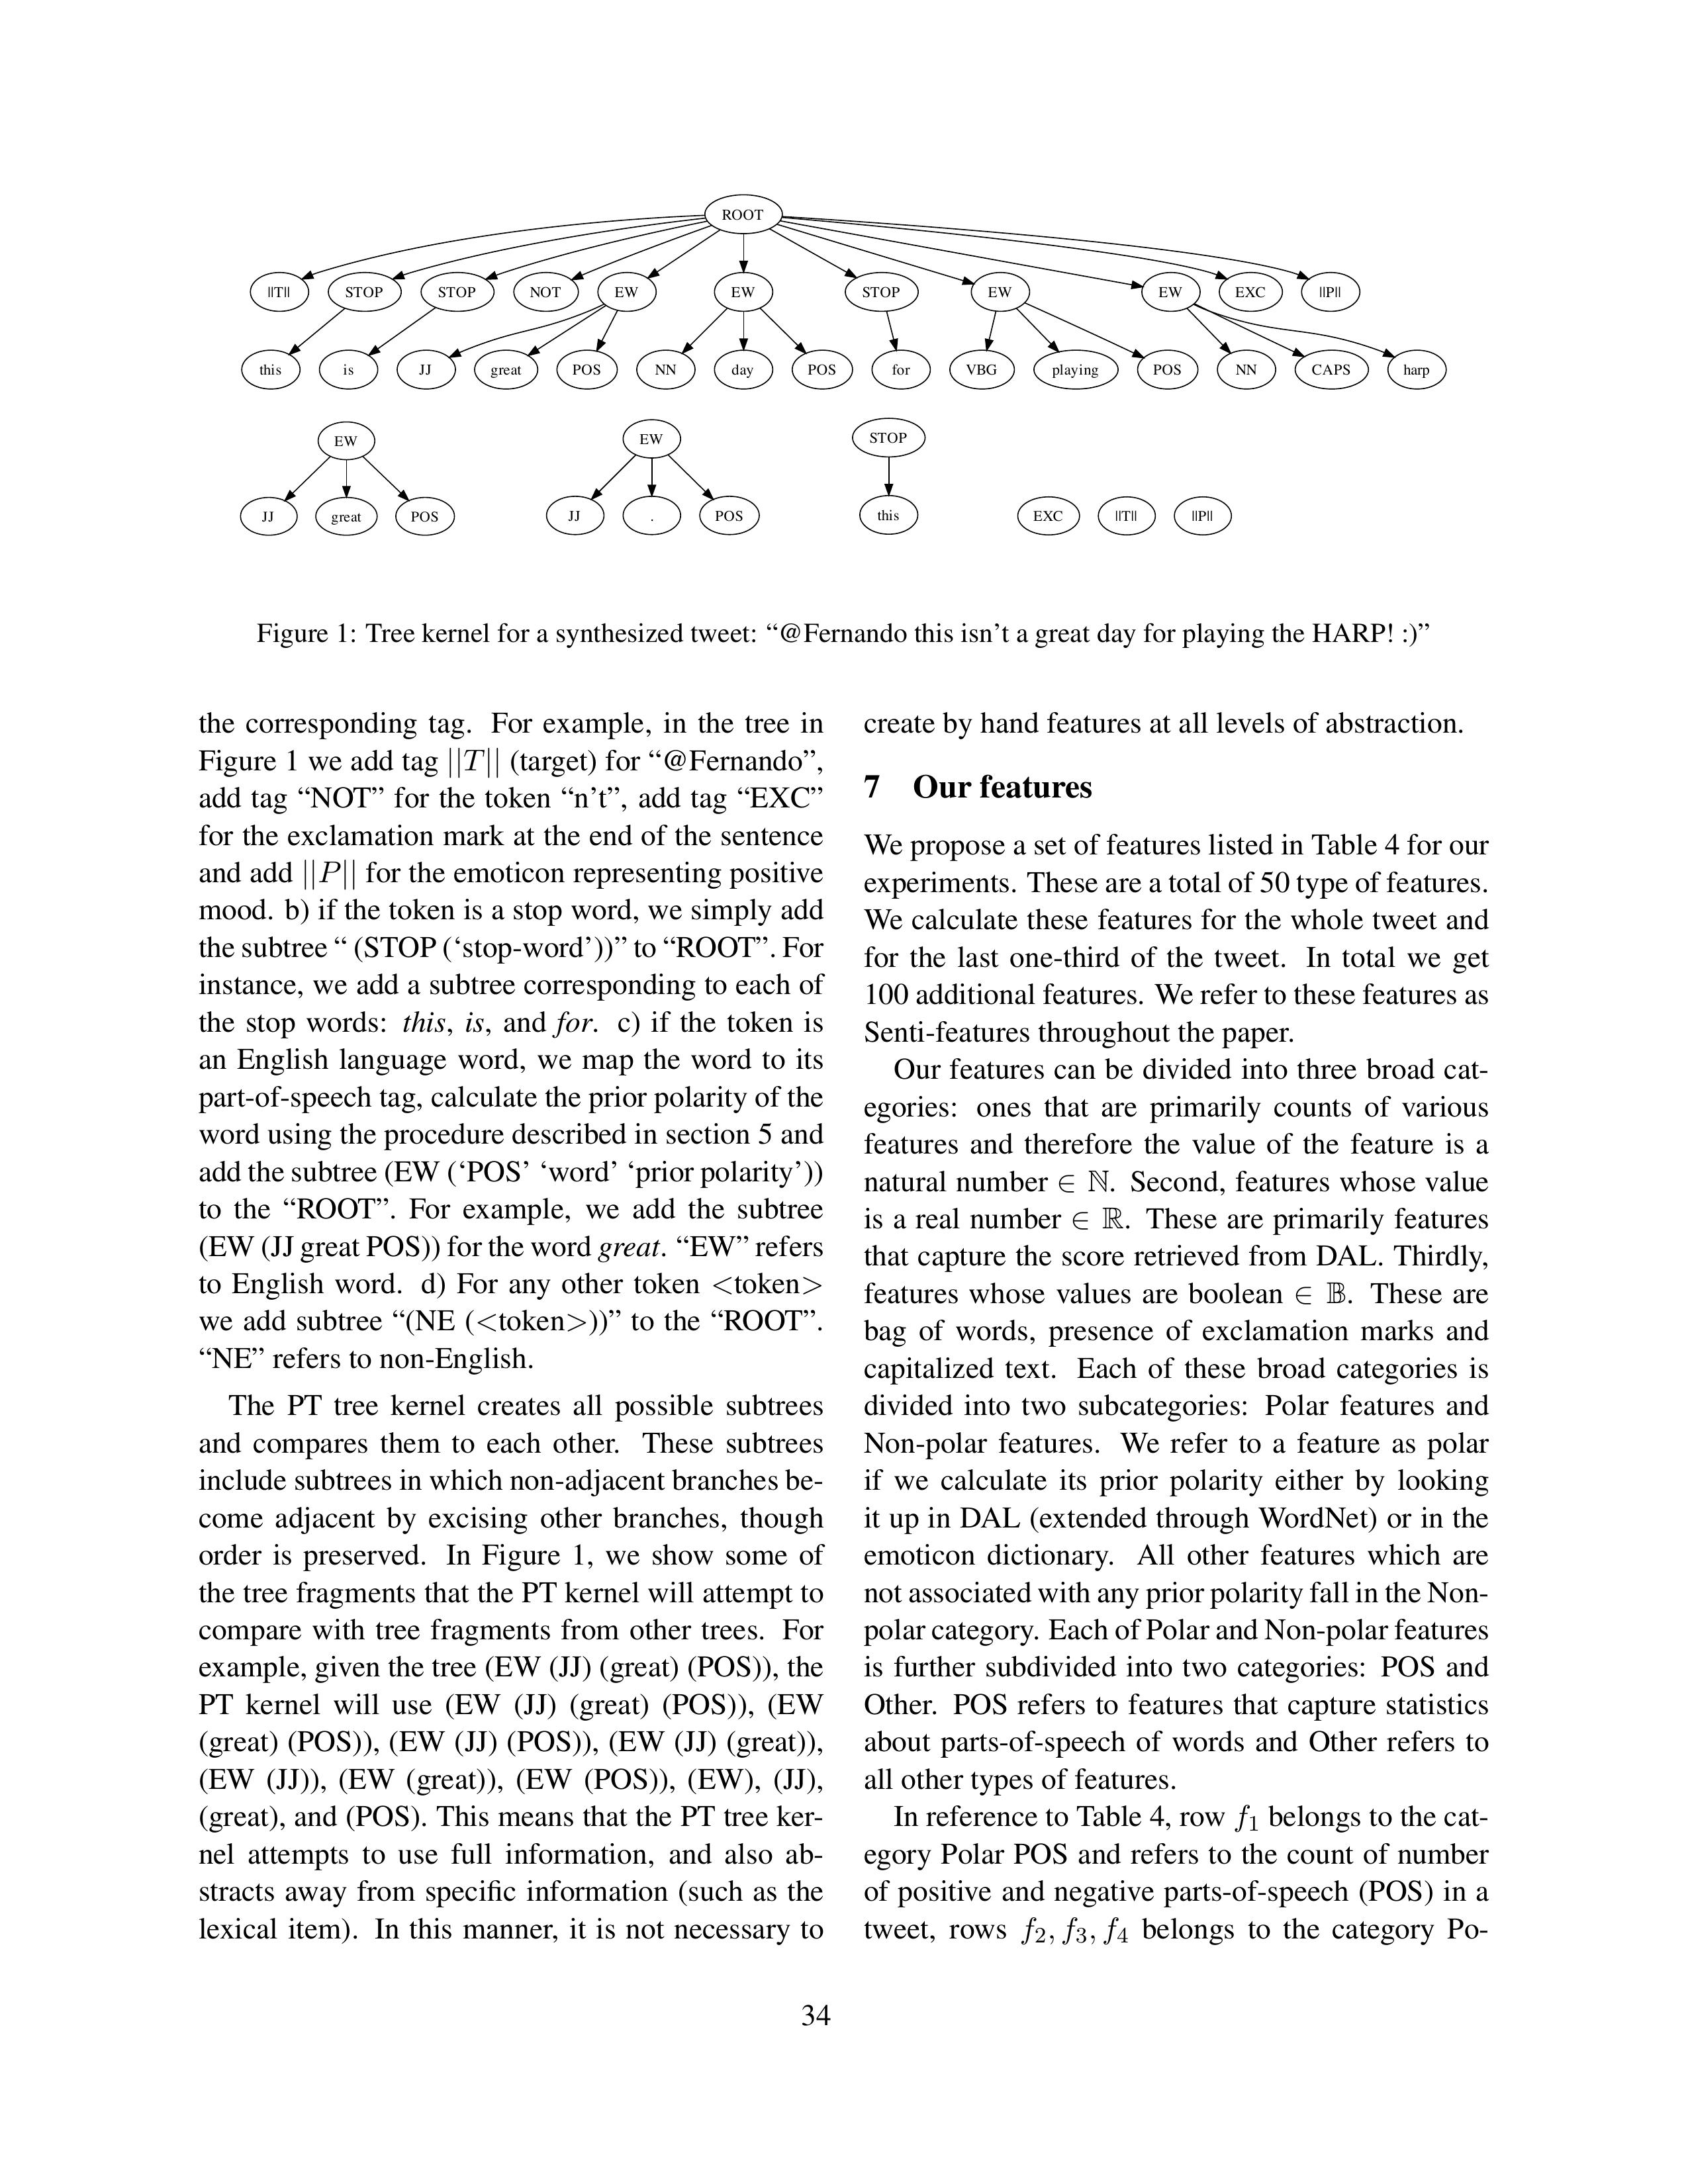 ROOT
||T|| STOP STOP NOT EW EW STOP EW EW EXC ||P||
this is JJ great POS NN day POS for VBG playing POS NN CAPS harp
EW EW STOP
JJ great POS JJ . POS this EXC ||T|| ||P||
Figure 1: Tree kernel for a synthesized tweet: “@Fernando this isn’t a great day for playing the HARP! :)”
the corresponding tag. For example, in the tree in
Figure 1 we add tag ||T|| (target) for “@Fernando”,
add tag “NOT” for the token “n’t”, add tag “EXC”
for the exclamation mark at the end of the sentence
and add ||P|| for the emoticon representing positive
mood. b) if the token is a stop word, we simply add
the subtree “ (STOP (‘stop-word’))” to “ROOT”. For
instance, we add a subtree corresponding to each of
the stop words: this, is, and for. c) if the token is
an English language word, we map the word to its
part-of-speech tag, calculate the prior polarity of the
word using the procedure described in section 5 and
add the subtree (EW (‘POS’ ‘word’ ‘prior polarity’))
to the “ROOT”. For example, we add the subtree
(EW (JJ great POS)) for the word great. “EW” refers
to English word. d) For any other token <token>
we add subtree “(NE (<token>))” to the “ROOT”.
“NE” refers to non-English.
The PT tree kernel creates all possible subtrees
and compares them to each other. These subtrees
include subtrees in which non-adjacent branches be-
come adjacent by excising other branches, though
order is preserved. In Figure 1, we show some of
the tree fragments that the PT kernel will attempt to
compare with tree fragments from other trees. For
example, given the tree (EW (JJ) (great) (POS)), the
PT kernel will use (EW (JJ) (great) (POS)), (EW
(great) (POS)), (EW (JJ) (POS)), (EW (JJ) (great)),
(EW (JJ)), (EW (great)), (EW (POS)), (EW), (JJ),
(great), and (POS). This means that the PT tree ker-
nel attempts to use full information, and also ab-
stracts away from specific information (such as the
lexical item). In this manner, it is not necessary to
create by hand features at all levels of abstraction.
7 Our features
We propose a set of features listed in Table 4 for our
experiments. These are a total of 50 type of features.
We calculate these features for the whole tweet and
for the last one-third of the tweet. In total we get
100 additional features. We refer to these features as
Senti-features throughout the paper.
Our features can be divided into three broad cat-
egories: ones that are primarily counts of various
features and therefore the value of the feature is a
natural number ∈ ℕ. Second, features whose value
is a real number ∈ ℝ. These are primarily features
that capture the score retrieved from DAL. Thirdly,
features whose values are boolean ∈ 𝔹. These are
bag of words, presence of exclamation marks and
capitalized text. Each of these broad categories is
divided into two subcategories: Polar features and
Non-polar features. We refer to a feature as polar
if we calculate its prior polarity either by looking
it up in DAL (extended through WordNet) or in the
emoticon dictionary. All other features which are
not associated with any prior polarity fall in the Non-
polar category. Each of Polar and Non-polar features
is further subdivided into two categories: POS and
Other. POS refers to features that capture statistics
about parts-of-speech of words and Other refers to
all other types of features.
In reference to Table 4, row f₁ belongs to the cat-
egory Polar POS and refers to the count of number
of positive and negative parts-of-speech (POS) in a
tweet, rows f₂, f₃, f₄ belongs to the category Po-
34